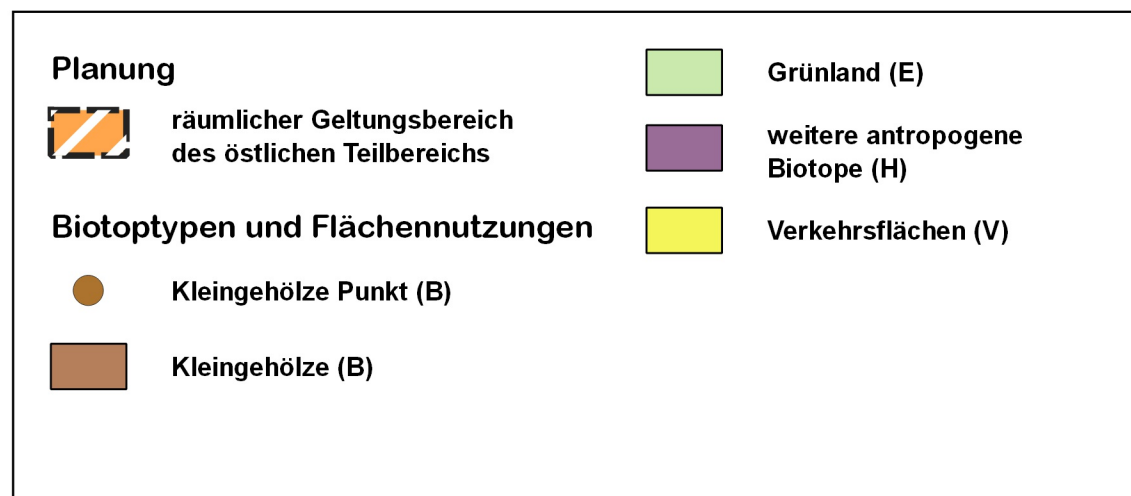 Planung
räumlicher Geltungsbereich
des östlichen Teilbereichs
Biotoptypen und Flächennutzungen
Kleingehölze Punkt (B)
Kleingehölze (B)
Grünland (E)
weitere antropogene
Biotope (H)
Verkehrsflächen (V)